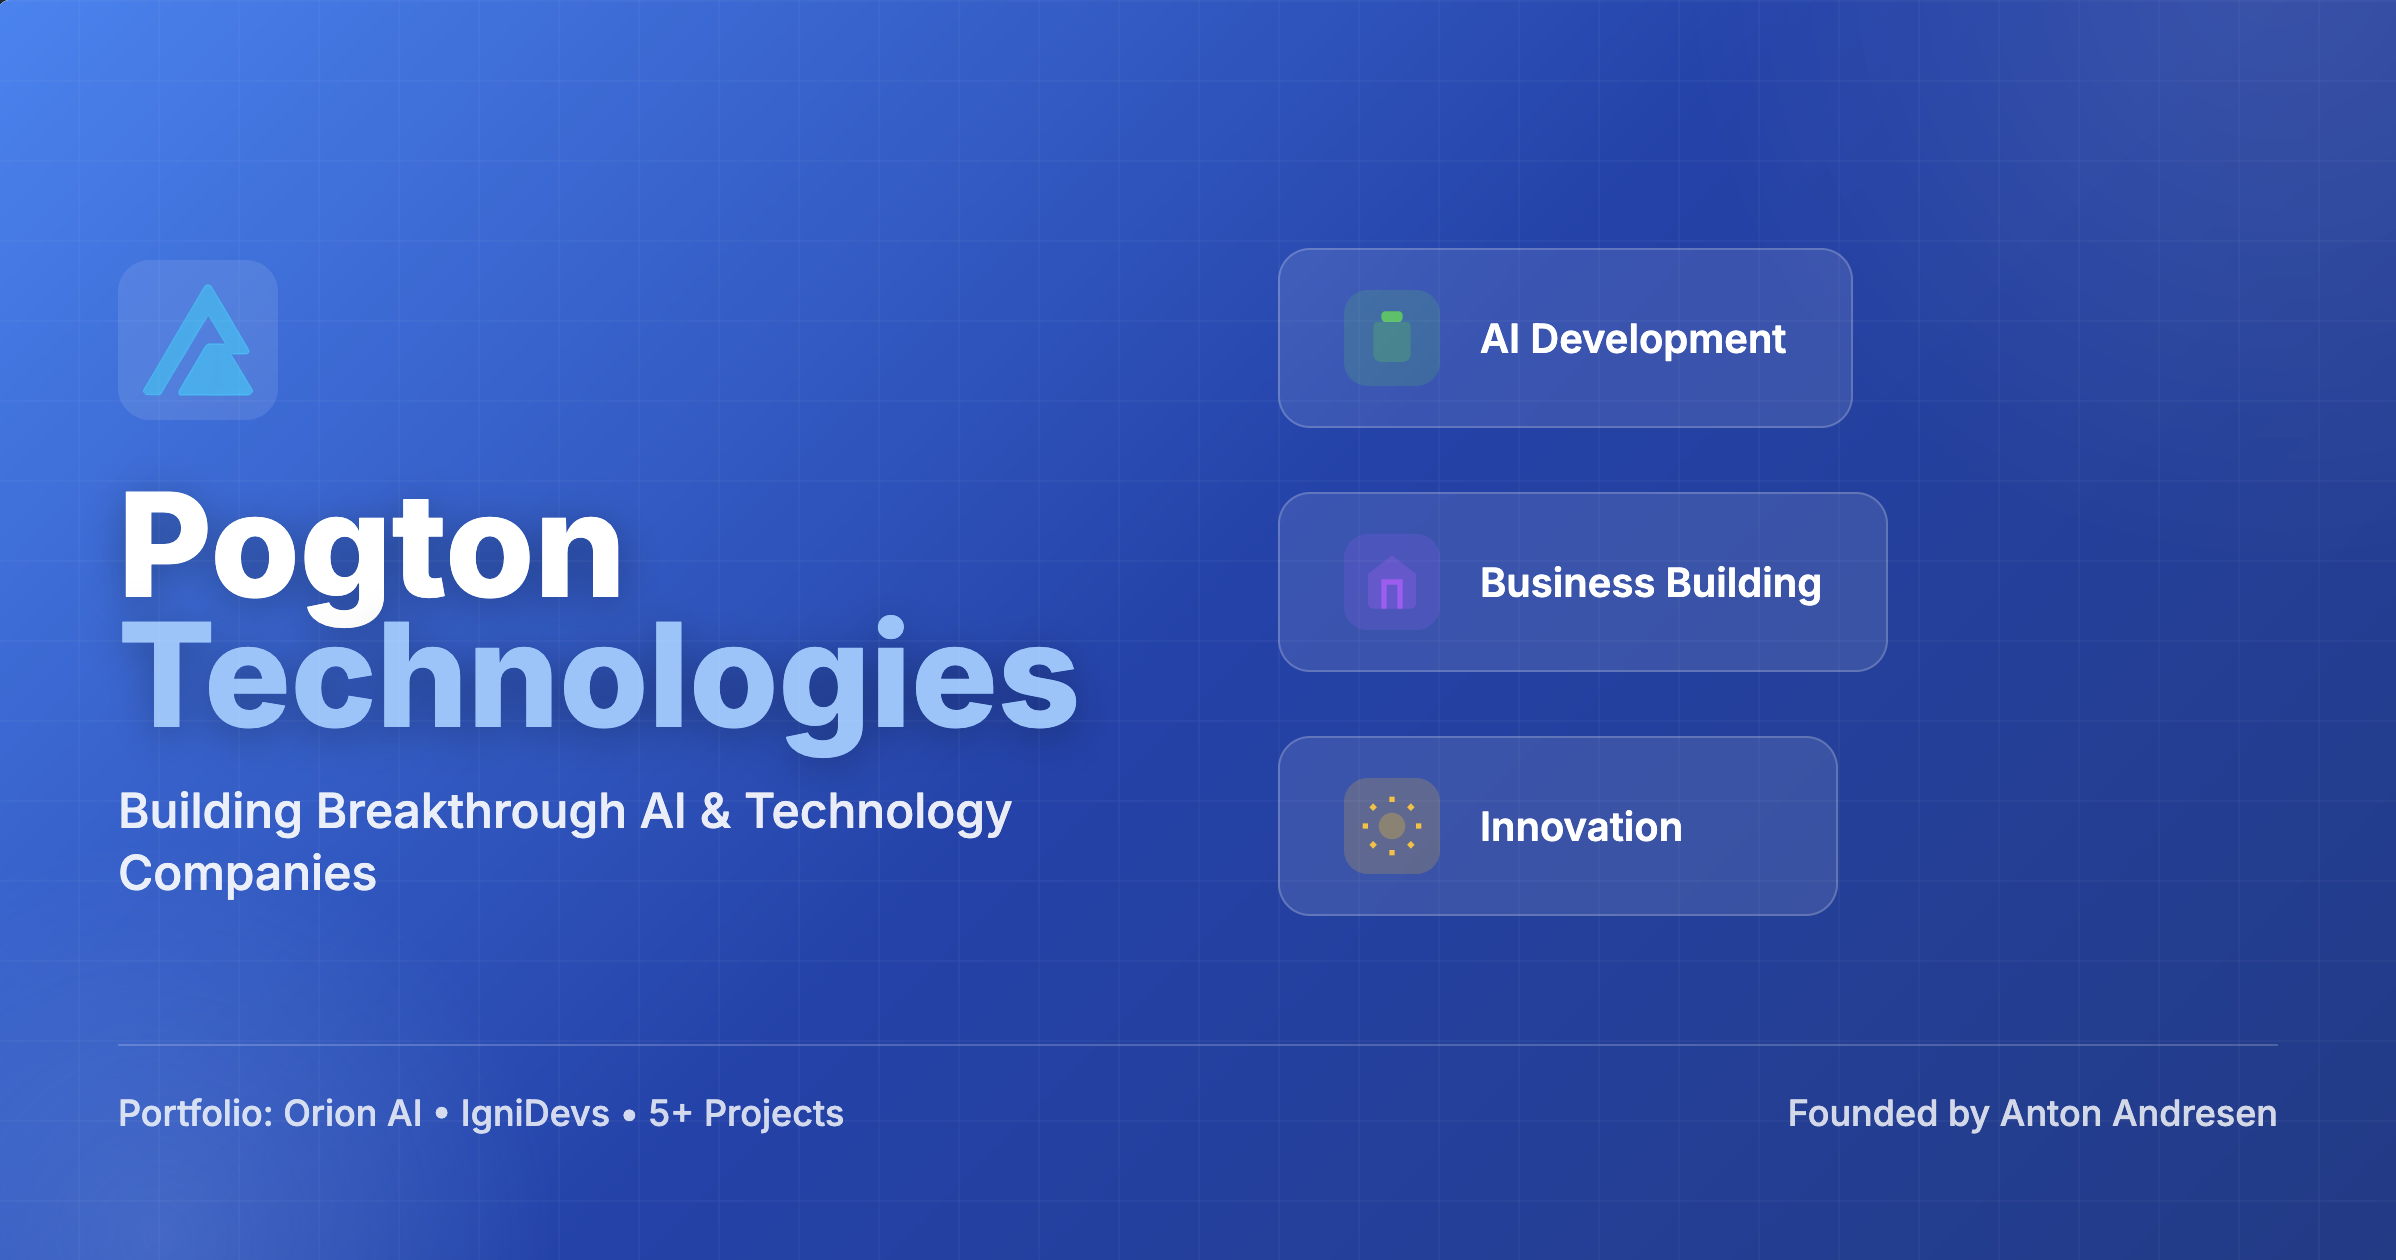 Pogton
Technologies
Building Breakthrough AI & Technology
Companies
AI Development
Business Building
Innovation
Portfolio: Orion AI • IgniDevs • 5+ Projects
Founded by Anton Andresen